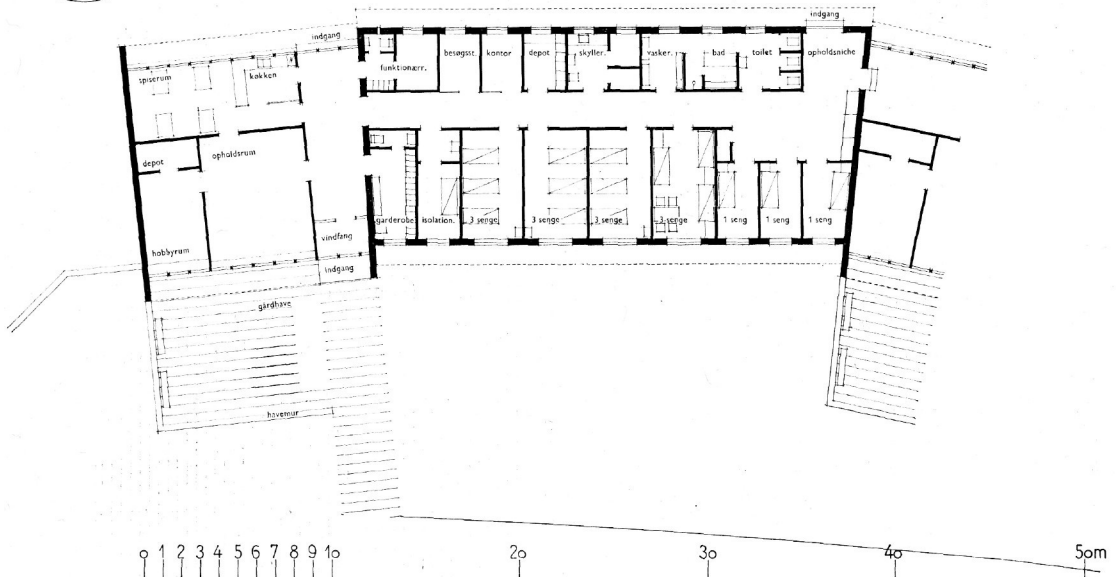 indgang
indgang
funktionærr.
besøgsst.
kontor
depot
skyller.
vasker.
bad
toilet
opholdsniche
spiserum
køkken
depot
opholdsrum
garderobe
isolation.
3 senge
3 senge
3 senge
3 senge
1 seng
1 seng
1 seng
hobbyrum
vindfang
indgang
gårdhave
havemur
0 1 2 3 4 5 6 7 8 9 10 20 30 40 50m